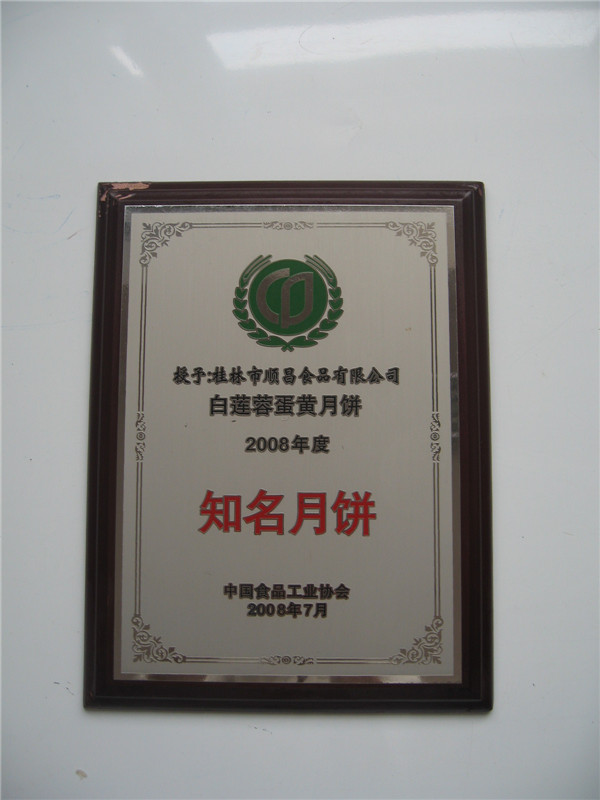 授于:桂林市顺昌食品有限公司
白莲蓉蛋黄月饼
2008年度
知名月饼
中国食品工业协会
2008年7月